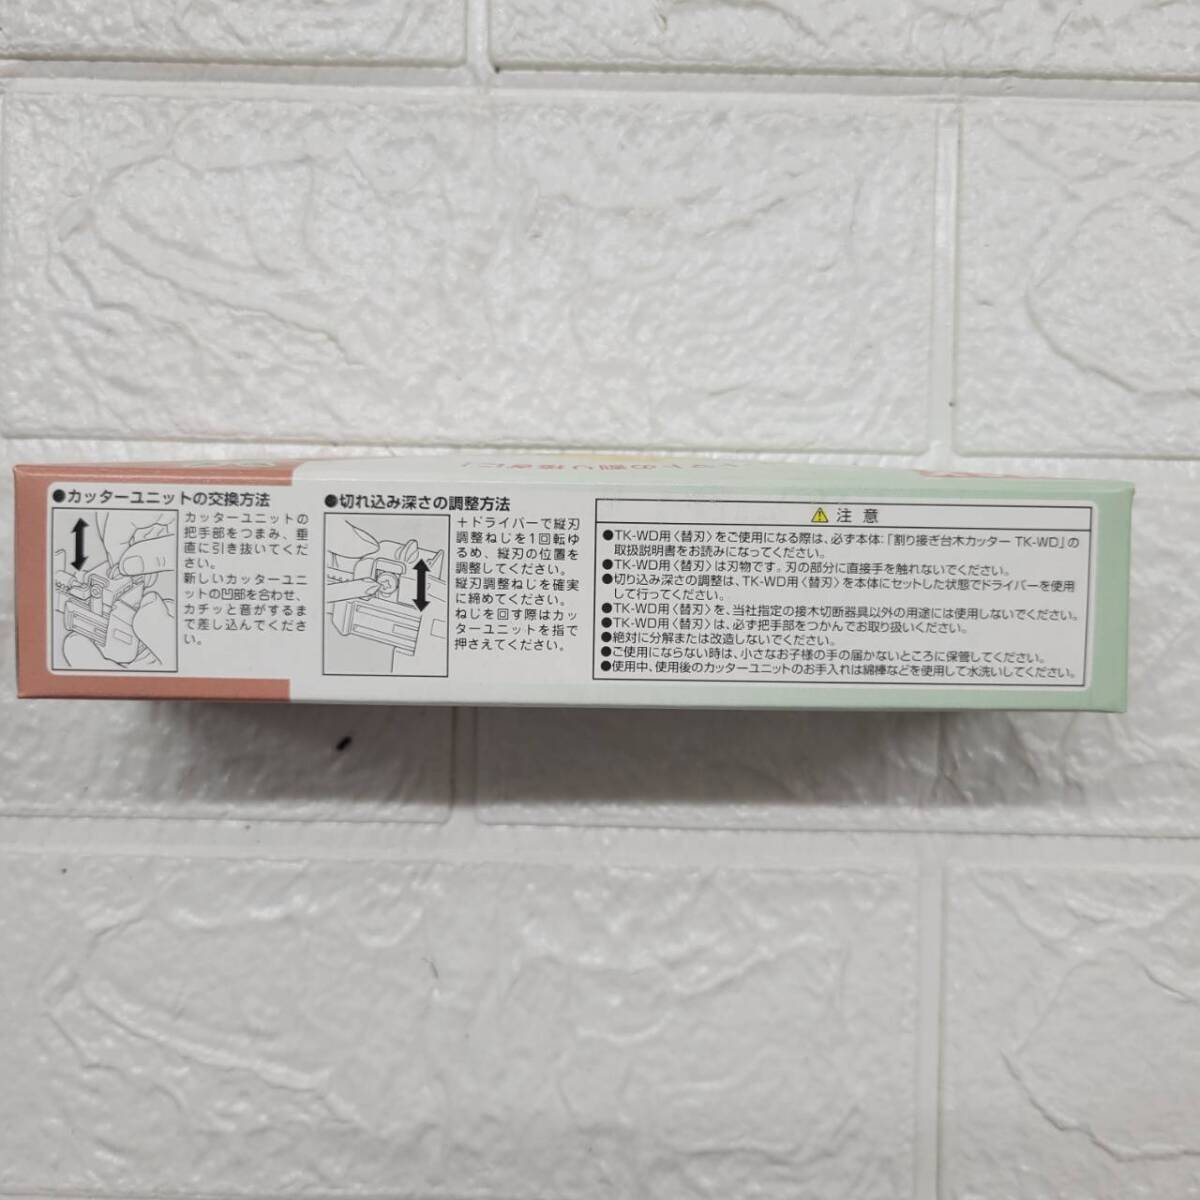 ●カッターユニットの交換方法
カッターユニットの
把手部をつまみ、垂
直に引き抜いてくだ
さい。
新しいカッターユニ
ットの凹部を合わせ、
カチッと音がするま
で差し込んでくださ
い。
●切れ込み深さの調整方法
+ドライバーで縦刃
調整ねじを1回転ゆ
るめ、縦刃の位置を
調整してください。
縦刃調整ねじを確実
に締めてください。
ねじを回す際はカッ
ターユニットを指で
押さえてください。
注 意
●TK-WD用〈替刃〉をご使用になる際は、必ず本体:「割り接ぎ台木カッター TK-WD」の
取扱説明書をお読みになってください。
●TK-WD用〈替刃〉は刃物です。刃の部分に直接手を触れないでください。
●切り込み深さの調整は、TK-WD用〈替刃〉を本体にセットした状態でドライバーを使用
して行ってください。
●TK-WD用〈替刃〉を、当社指定の接木切断器具以外の用途には使用しないでください。
●TK-WD用〈替刃〉は、必ず把手部をつかんでお取り扱いください。
●絶対に分解または改造しないでください。
●ご使用にならない時は、小さなお子様の手の届かないところに保管してください。
●使用中、使用後のカッターユニットのお手入れは綿棒などを使用して水洗いしてください。